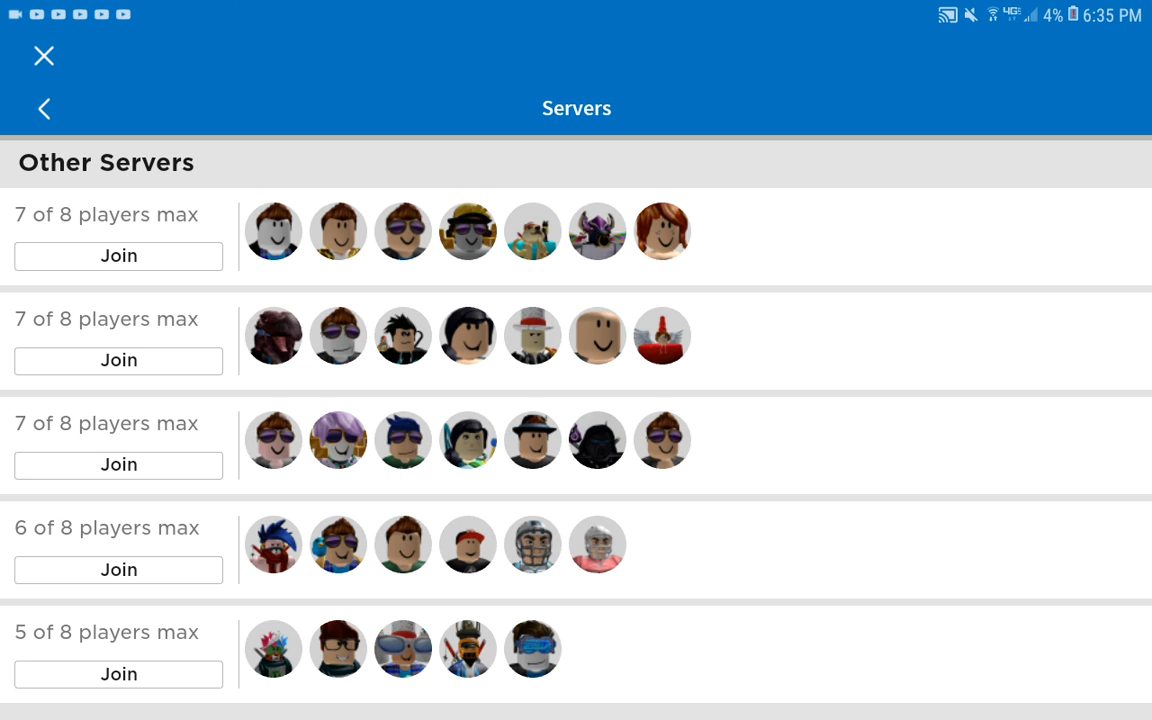 4G 4% 6:35 PM
Servers
Other Servers
7 of 8 players max
Join
7 of 8 players max
Join
7 of 8 players max
Join
6 of 8 players max
Join
5 of 8 players max
Join